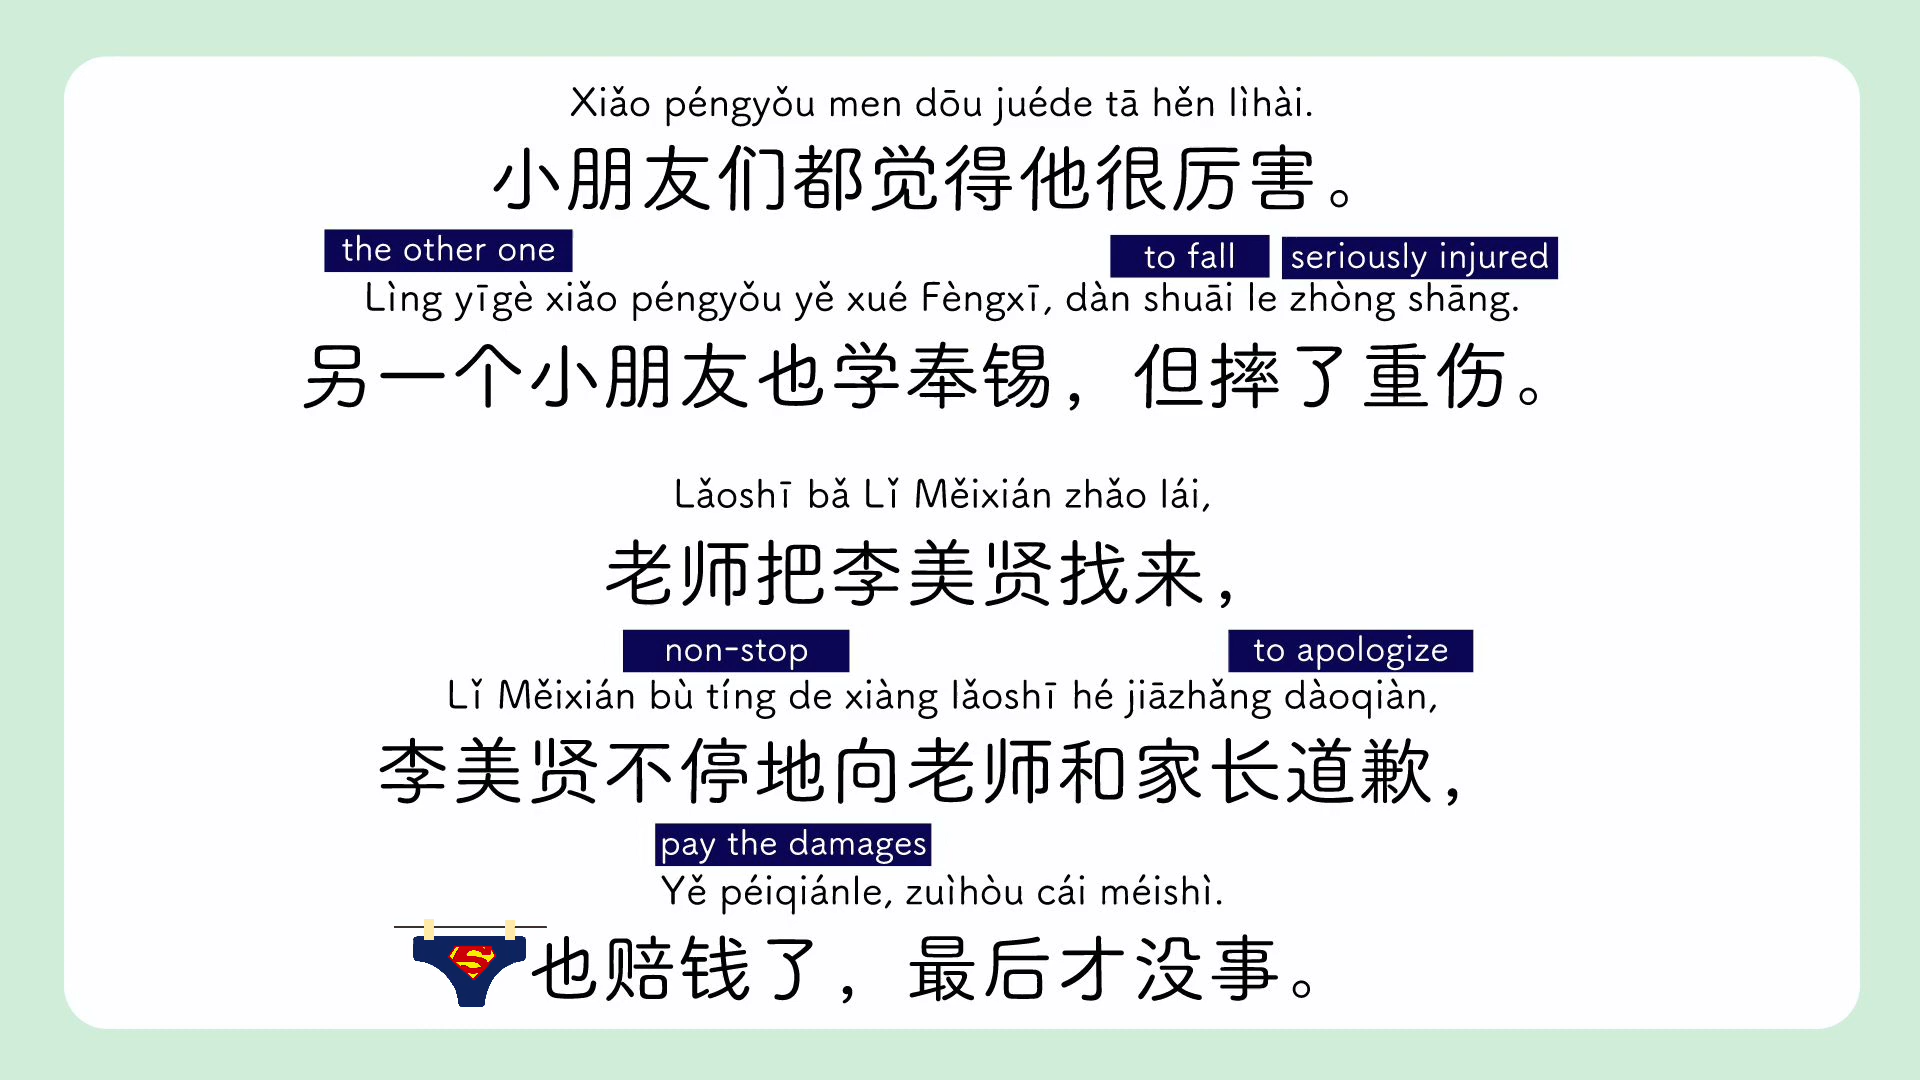 Xiǎo péngyǒu men dōu juéde tā hěn lìhài.
小朋友们都觉得他很厉害。
the other one
to fall
seriously injured
Lìng yīgè xiǎo péngyǒu yě xué Fèngxī, dàn shuāi le zhòng shāng.
另一个小朋友也学奉锡，但摔了重伤。
Lǎoshī bǎ Lǐ Měixián zhǎo lái,
老师把李美贤找来，
non-stop
to apologize
Lǐ Měixián bù tíng de xiàng lǎoshī hé jiāzhǎng dàoqiàn,
李美贤不停地向老师和家长道歉，
pay the damages
Yě péiqiánle, zuìhòu cái méishì.
也赔钱了，最后才没事。